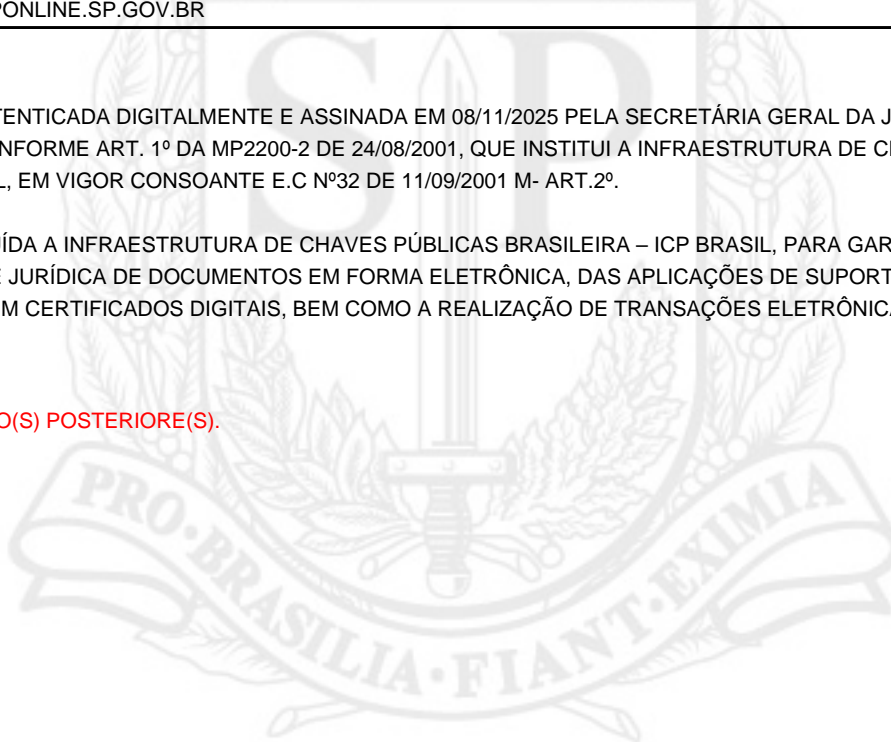 PONLINE.SP.GOV.BR
TENTICADA DIGITALMENTE E ASSINADA EM 08/11/2025 PELA SECRETÁRIA GERAL DA J
NFORME ART. 1º DA MP2200-2 DE 24/08/2001, QUE INSTITUI A INFRAESTRUTURA DE C
L, EM VIGOR CONSOANTE E.C Nº32 DE 11/09/2001 M- ART.2º.
ÍDA A INFRAESTRUTURA DE CHAVES PÚBLICAS BRASILEIRA – ICP BRASIL, PARA GAR
E JURÍDICA DE DOCUMENTOS EM FORMA ELETRÔNICA, DAS APLICAÇÕES DE SUPORT
M CERTIFICADOS DIGITAIS, BEM COMO A REALIZAÇÃO DE TRANSAÇÕES ELETRÔNICA
O(S) POSTERIORE(S).
SP
PRO·BRASILIA·FIANT·EXIMIA